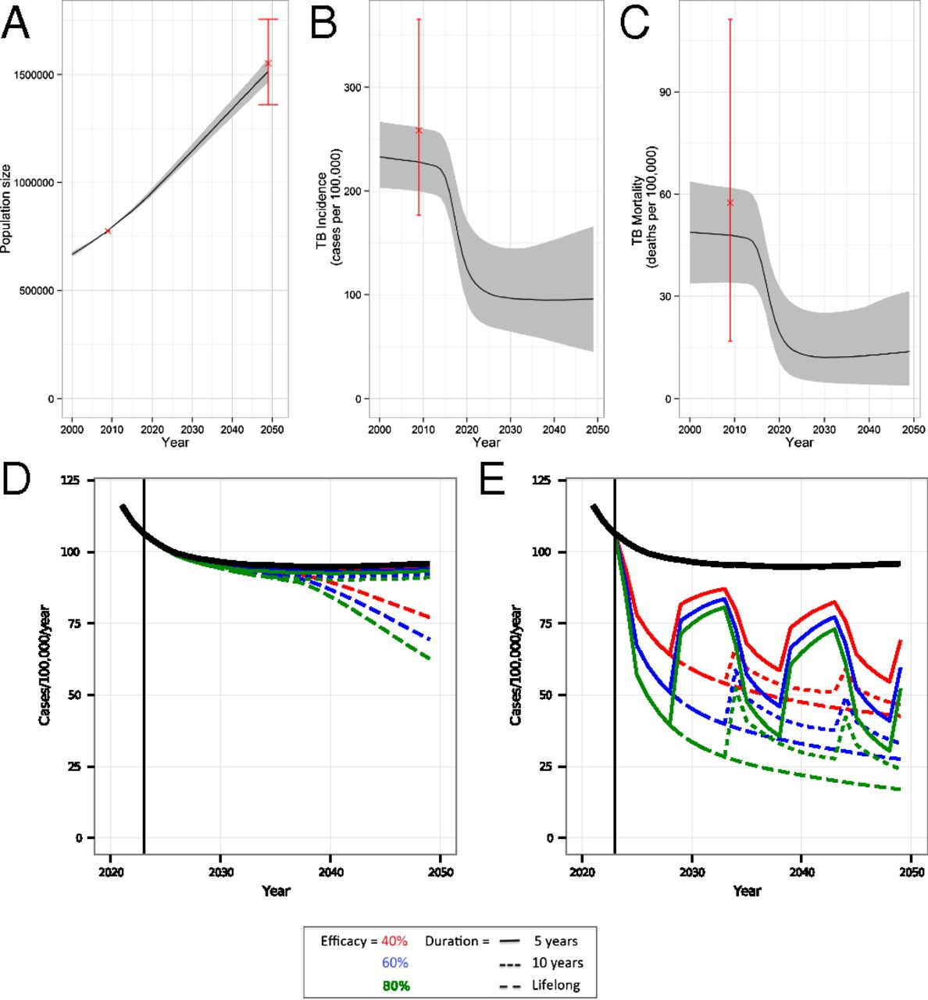 A
B
C
1500000
1000000
500000
0
Population size
2000 2010 2020 2030 2040 2050
Year
300
200
100
0
TB Incidence
(cases per 100,000)
2000 2010 2020 2030 2040 2050
Year
90
60
30
0
TB Mortality
(deaths per 100,000)
2000 2010 2020 2030 2040 2050
Year
D
125
100
75
50
25
0
Cases/100,000/year
2020 2030 2040 2050
Year
E
125
100
75
50
25
0
Cases/100,000/year
2020 2030 2040 2050
Year
Efficacy = 40% Duration = 5 years
60% 10 years
80% Lifelong